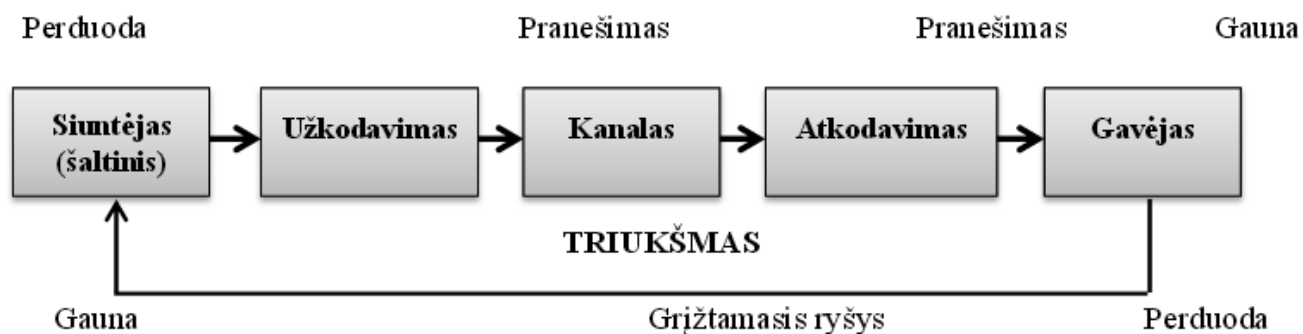 Perduoda Pranešimas Pranešimas Gauna
Siuntėjas
(šaltinis)
Užkodavimas
Kanalas
Atkodavimas
Gavėjas
TRIUKŠMAS
Gauna Grįžtamasis ryšys Perduoda